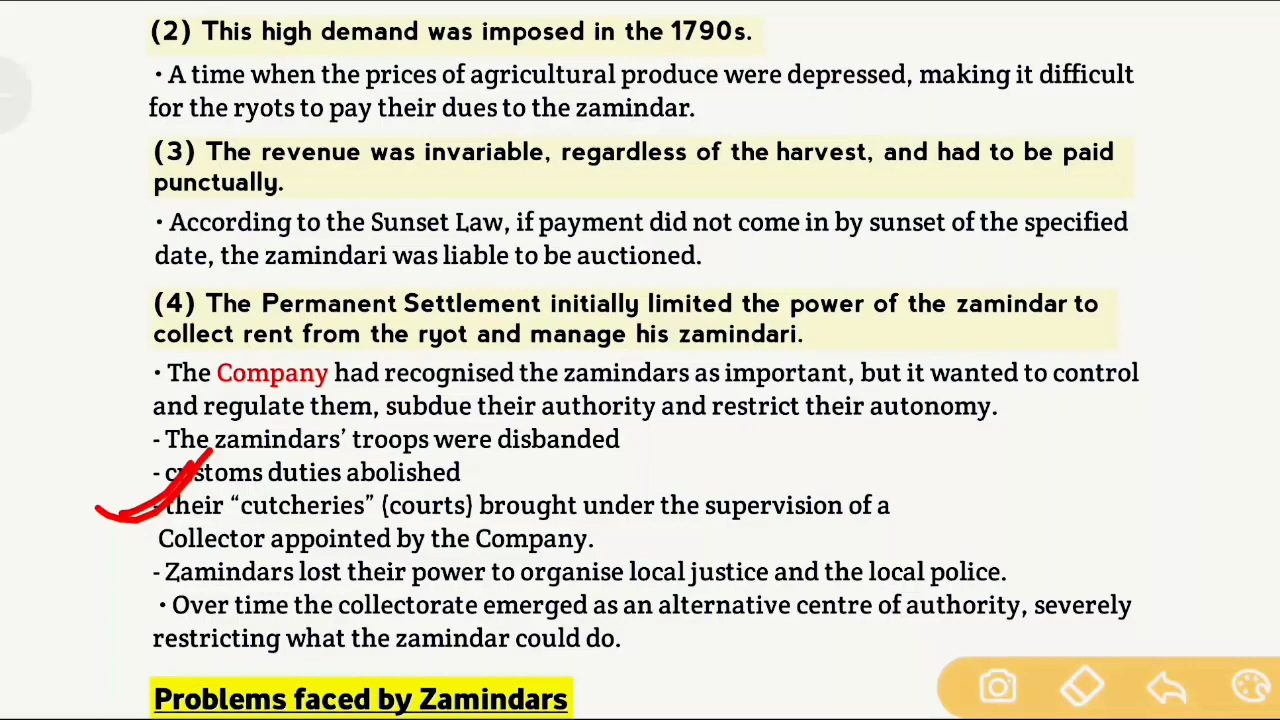 (2) This high demand was imposed in the 1790s.
· A time when the prices of agricultural produce were depressed, making it difficult
for the ryots to pay their dues to the zamindar.
(3) The revenue was invariable, regardless of the harvest, and had to be paid
punctually.
· According to the Sunset Law, if payment did not come in by sunset of the specified
date, the zamindari was liable to be auctioned.
(4) The Permanent Settlement initially limited the power of the zamindar to
collect rent from the ryot and manage his zamindari.
· The Company had recognised the zamindars as important, but it wanted to control
and regulate them, subdue their authority and restrict their autonomy.
- The zamindars’ troops were disbanded
- customs duties abolished
- their “cutcheries” (courts) brought under the supervision of a
Collector appointed by the Company.
- Zamindars lost their power to organise local justice and the local police.
· Over time the collectorate emerged as an alternative centre of authority, severely
restricting what the zamindar could do.
Problems faced by Zamindars